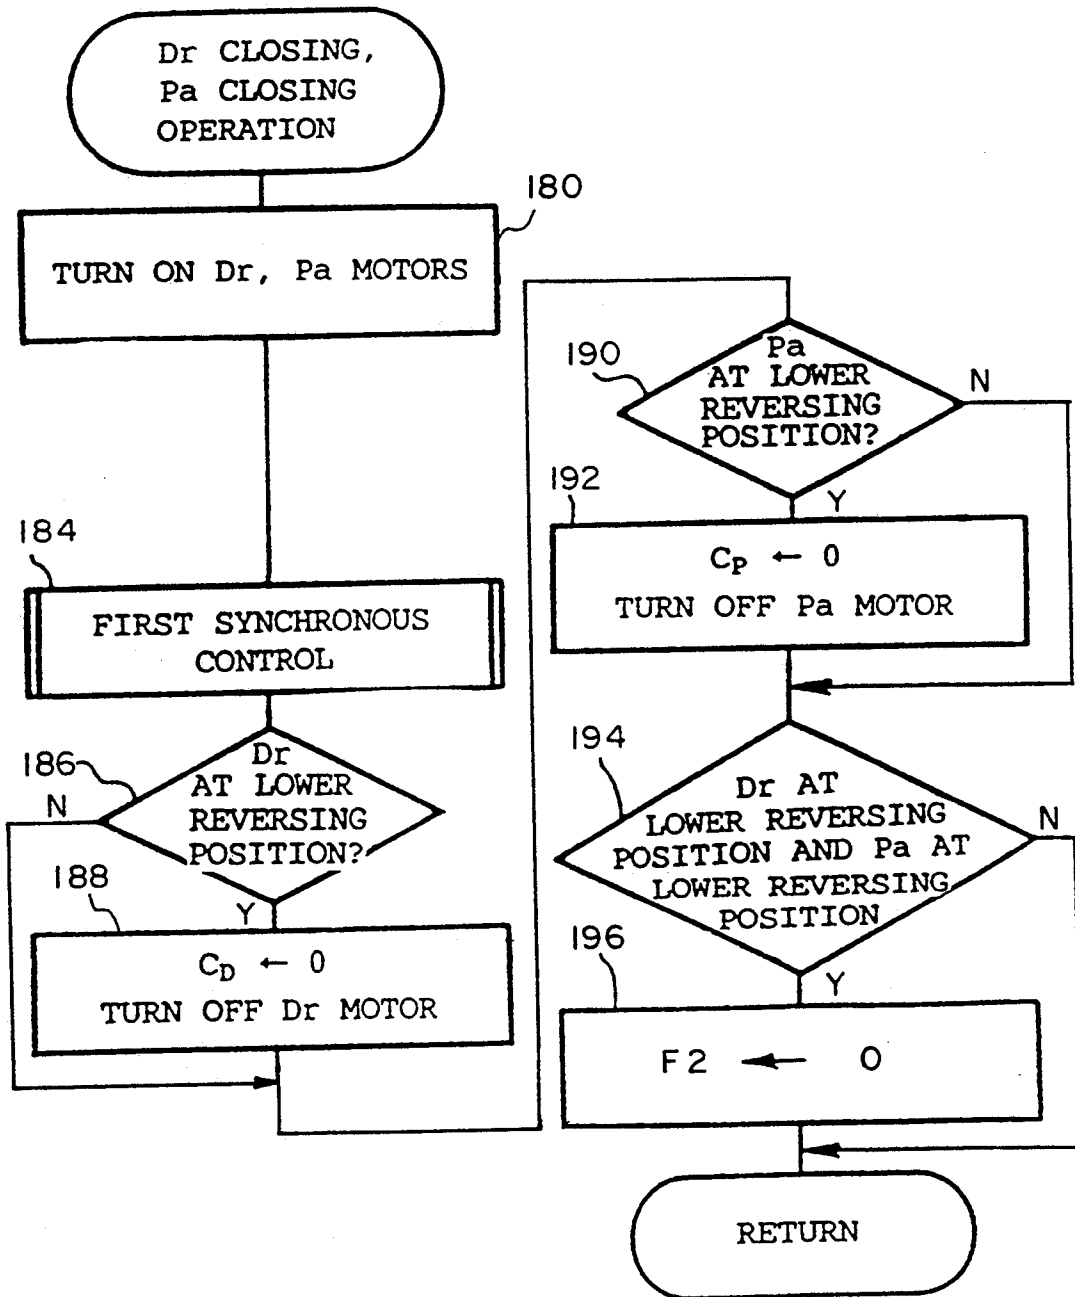 Dr CLOSING,
Pa CLOSING
OPERATION
180
TURN ON Dr, Pa MOTORS
184
FIRST SYNCHRONOUS
CONTROL
186
Dr
AT LOWER
REVERSING
POSITION?
N
Y
188
C_D ← 0
TURN OFF Dr MOTOR
190
Pa
AT LOWER
REVERSING
POSITION?
N
Y
192
C_P ← 0
TURN OFF Pa MOTOR
194
Dr AT
LOWER REVERSING
POSITION AND Pa AT
LOWER REVERSING
POSITION
N
Y
196
F2 ← 0
RETURN